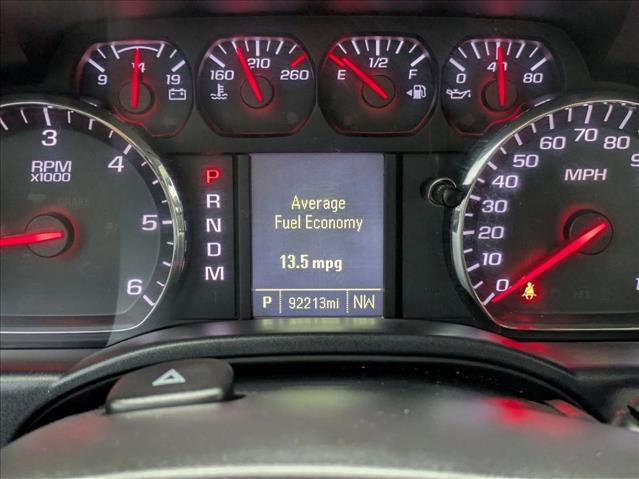 9 14 19
160 210 260
E 1/2 F
0 40 80
RPM
x1000
3
4
5
6
P
R
N
D
M
Average
Fuel Economy
13.5 mpg
P 92213mi NW
MPH
0
10
20
30
40
50
60
70
80
90